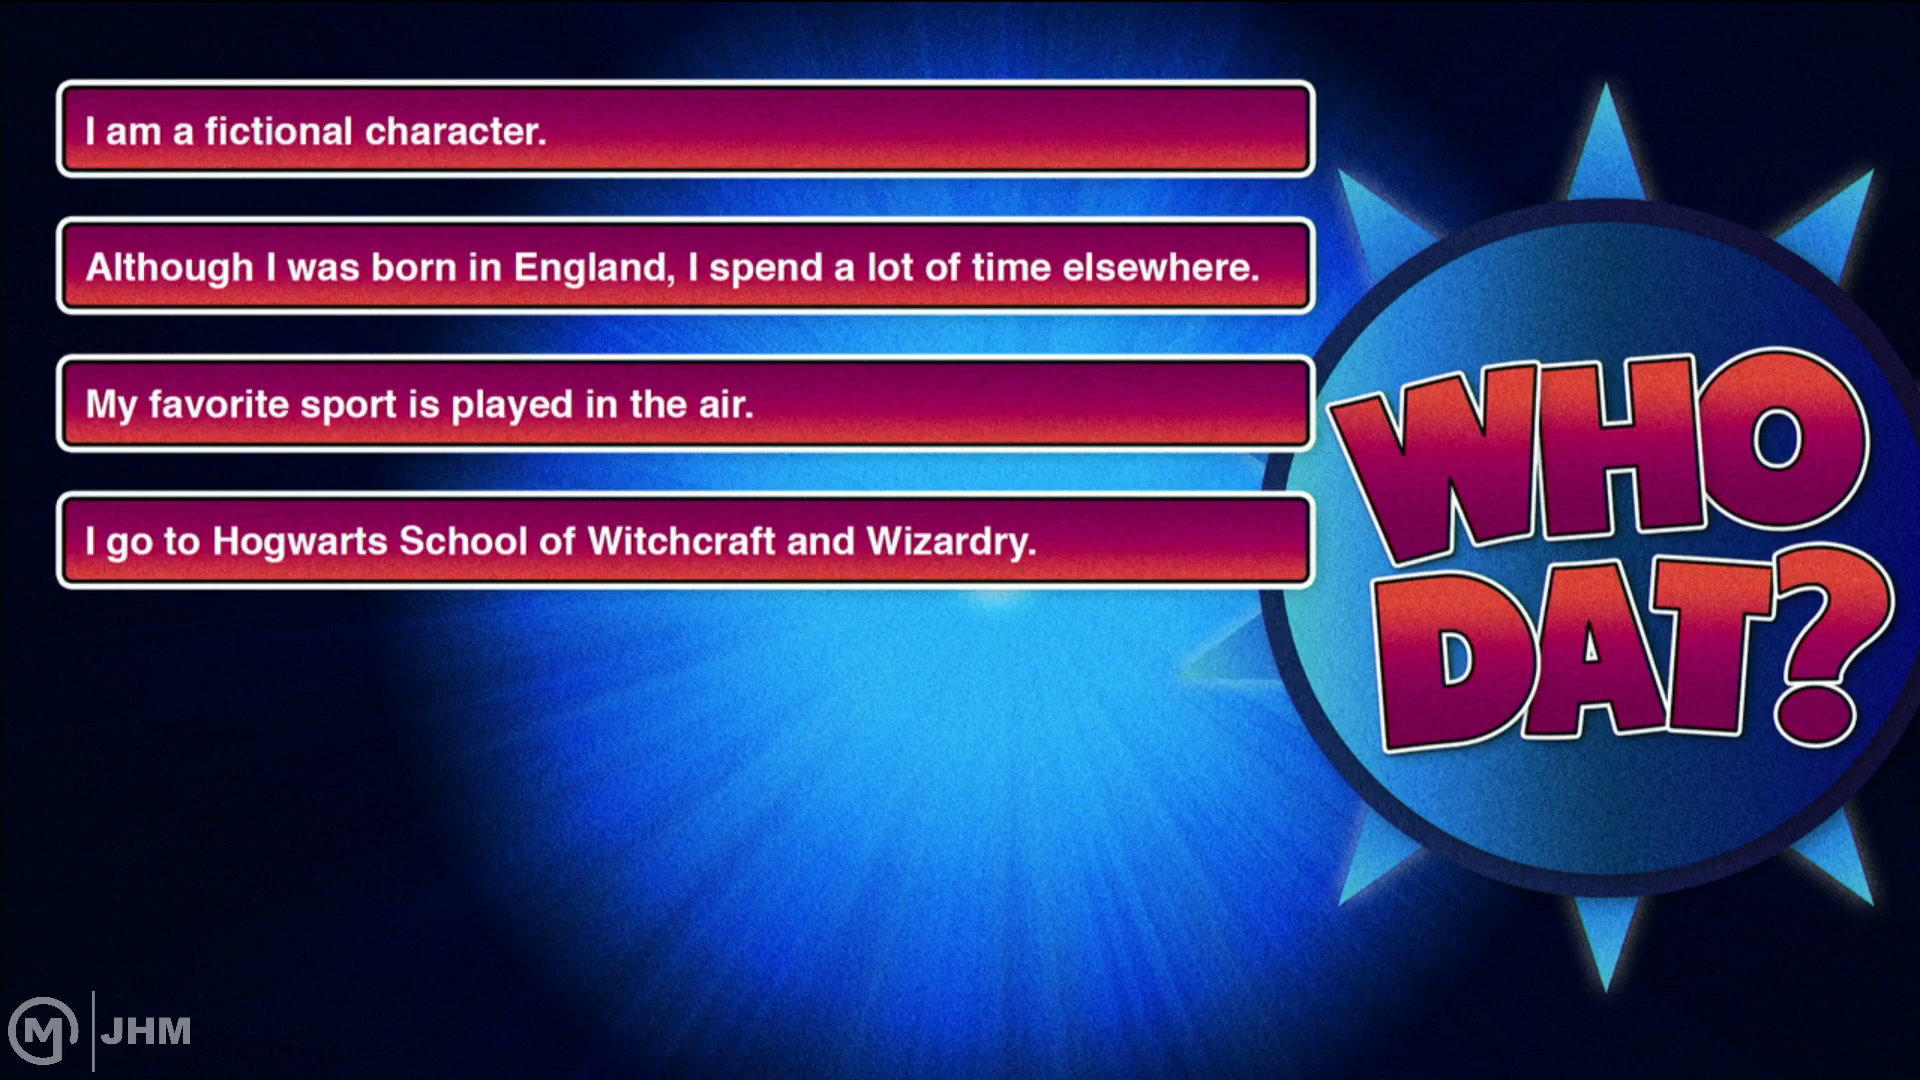 I am a fictional character.
Although I was born in England, I spend a lot of time elsewhere.
My favorite sport is played in the air.
I go to Hogwarts School of Witchcraft and Wizardry.
WHO
DAT?
M JHM